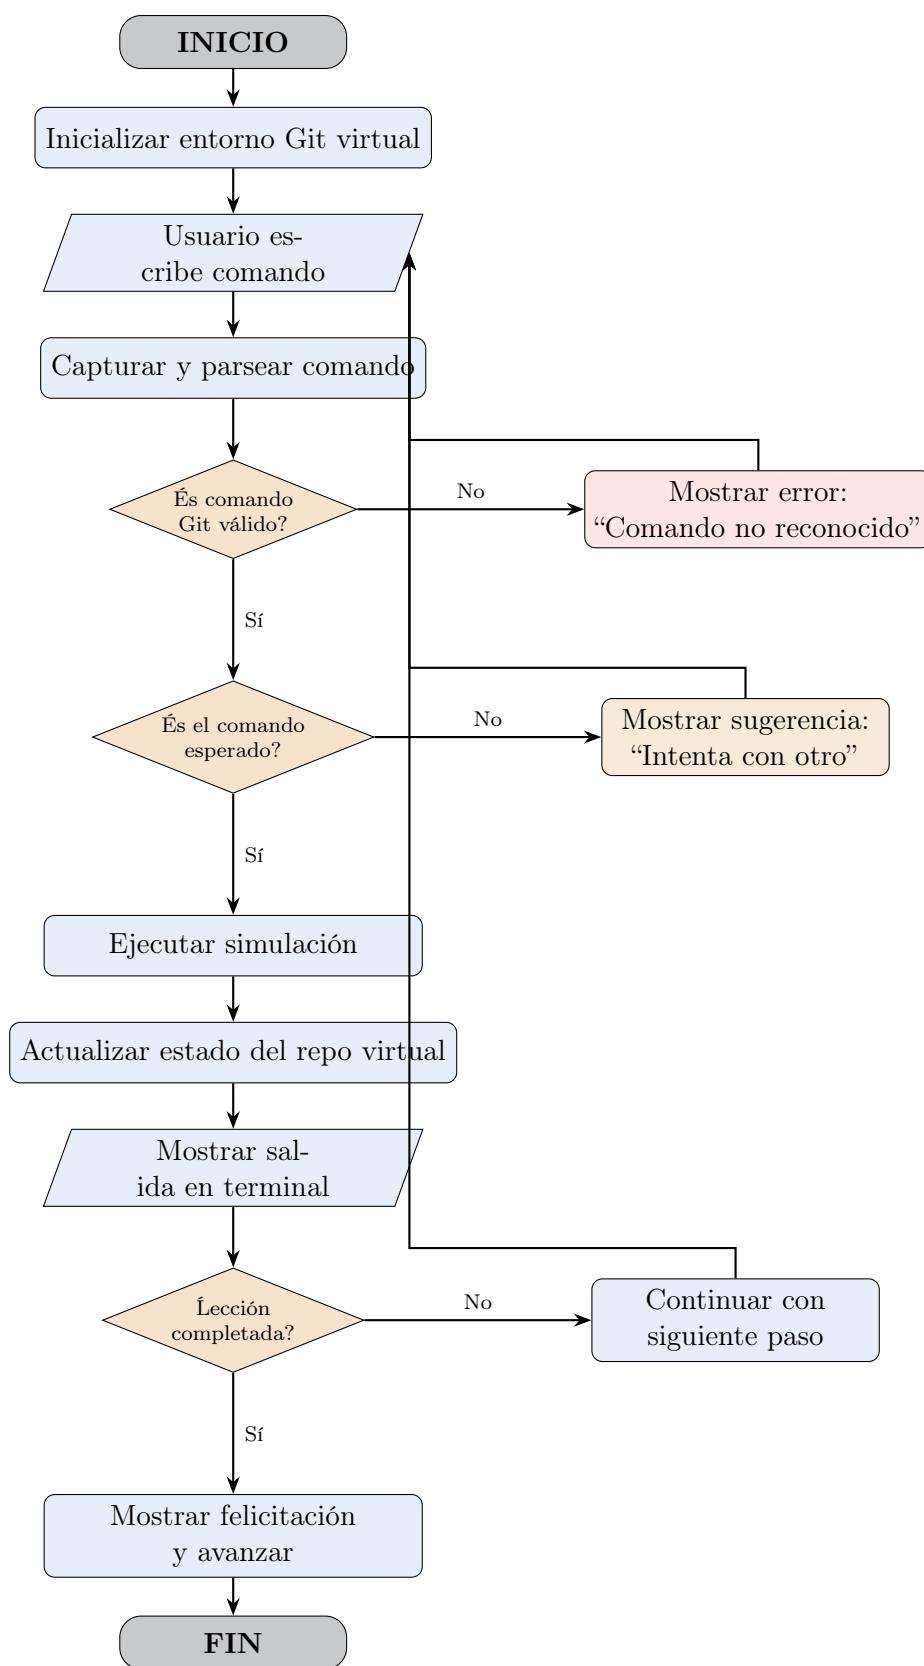 INICIO
Inicializar entorno Git virtual
Usuario es-
cribe comando
Capturar y parsear comando
És comando
Git válido?
No
Mostrar error:
“Comando no reconocido”
Sí
És el comando
esperado?
No
Mostrar sugerencia:
“Intenta con otro”
Sí
Ejecutar simulación
Actualizar estado del repo virtual
Mostrar sal-
ida en terminal
Ĺección
completada?
No
Continuar con
siguiente paso
Sí
Mostrar felicitación
y avanzar
FIN